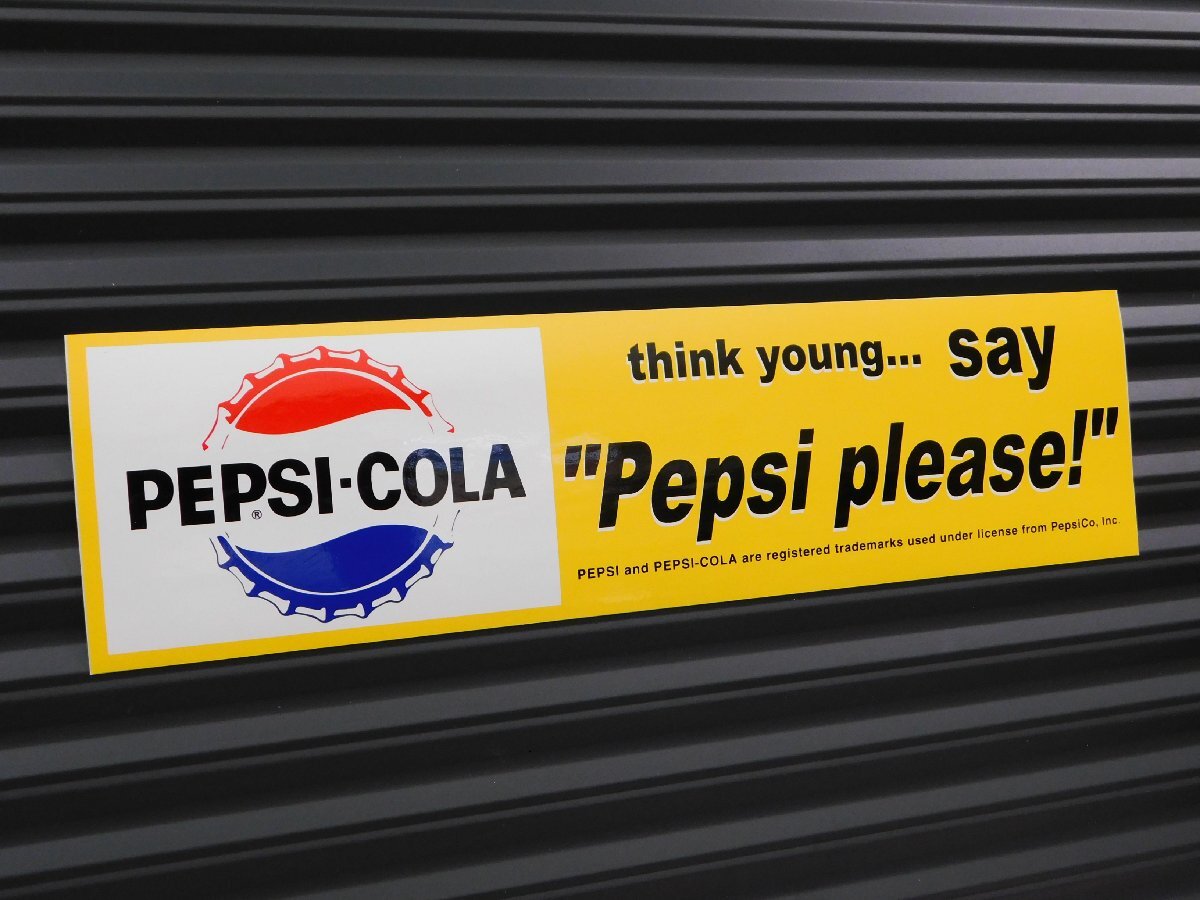 PEPSI-COLA
®
think young... say
"Pepsi please!"
PEPSI and PEPSI-COLA are registered trademarks used under license from PepsiCo, Inc.